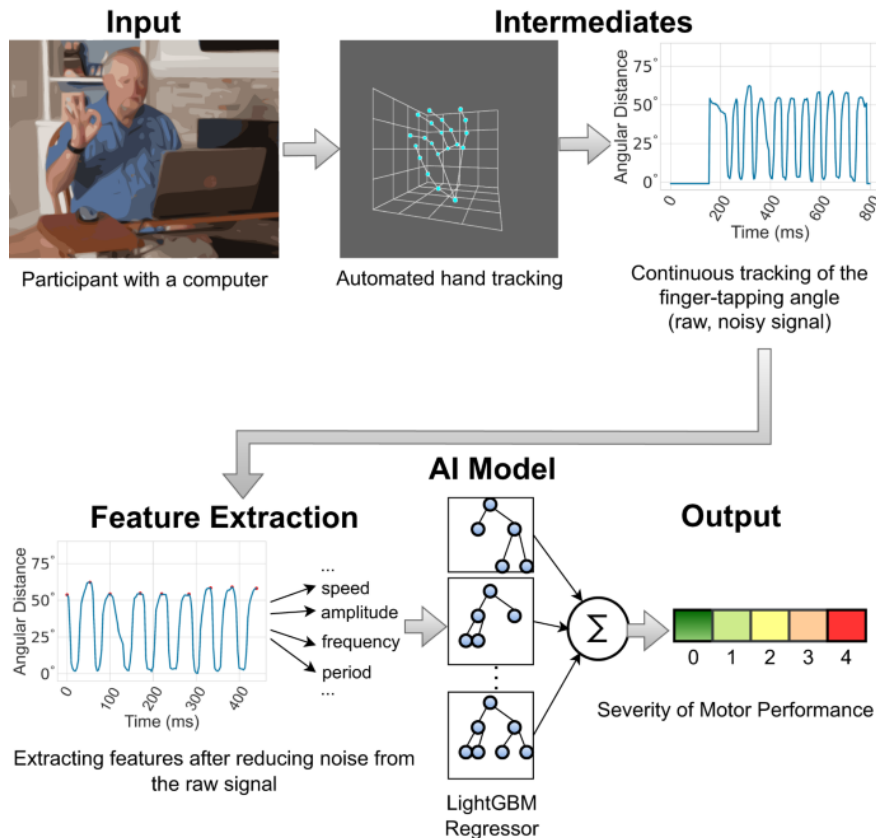 Input
Intermediates
Participant with a computer
Automated hand tracking
Angular Distance
75°
50°
25°
0°
0
200
400
600
800
Time (ms)
Continuous tracking of the
finger-tapping angle
(raw, noisy signal)
Feature Extraction
Angular Distance
75°
50°
25°
0°
0
100
200
300
400
Time (ms)
...
speed
amplitude
frequency
period
...
Extracting features after reducing noise from
the raw signal
AI Model
Σ
LightGBM
Regressor
Output
0 1 2 3 4
Severity of Motor Performance